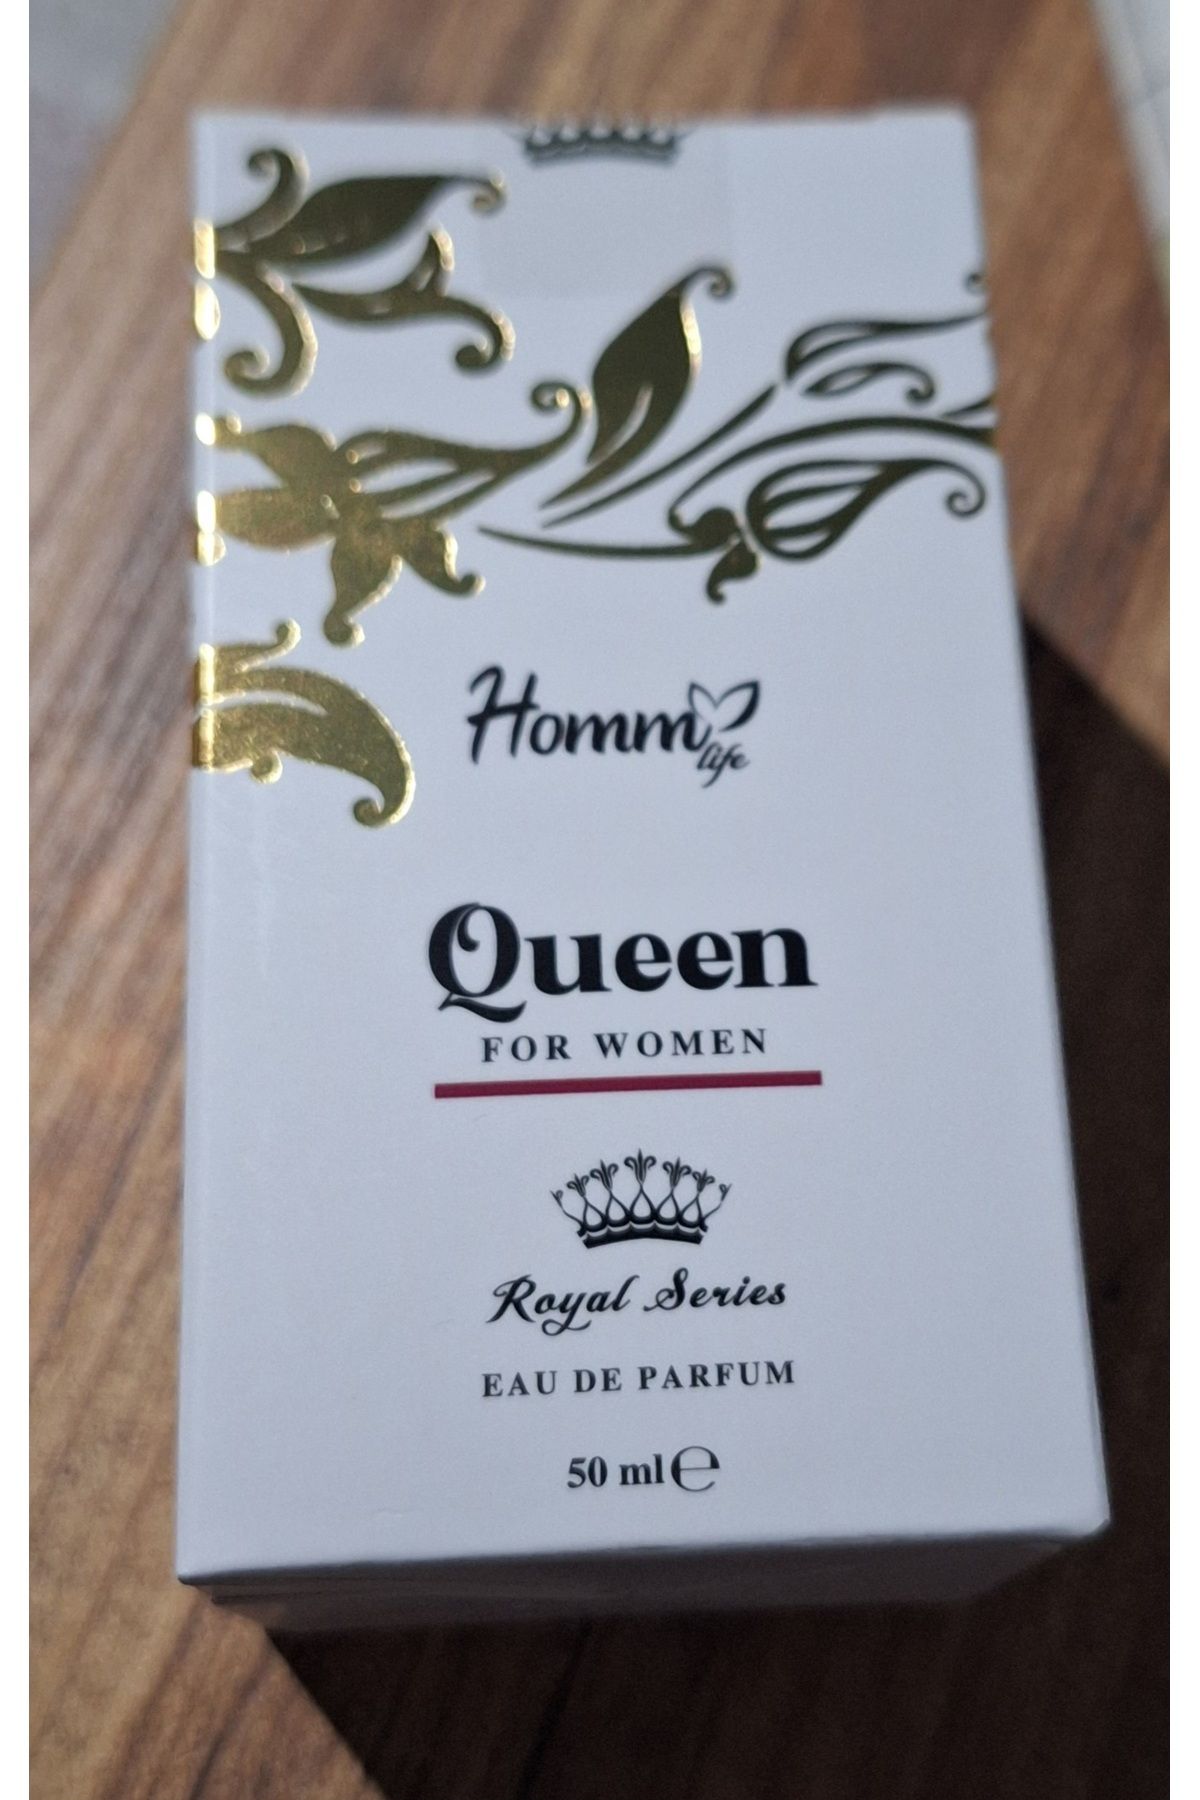 Homm
life
Queen
FOR WOMEN
Royal Series
EAU DE PARFUM
50 ml ℮